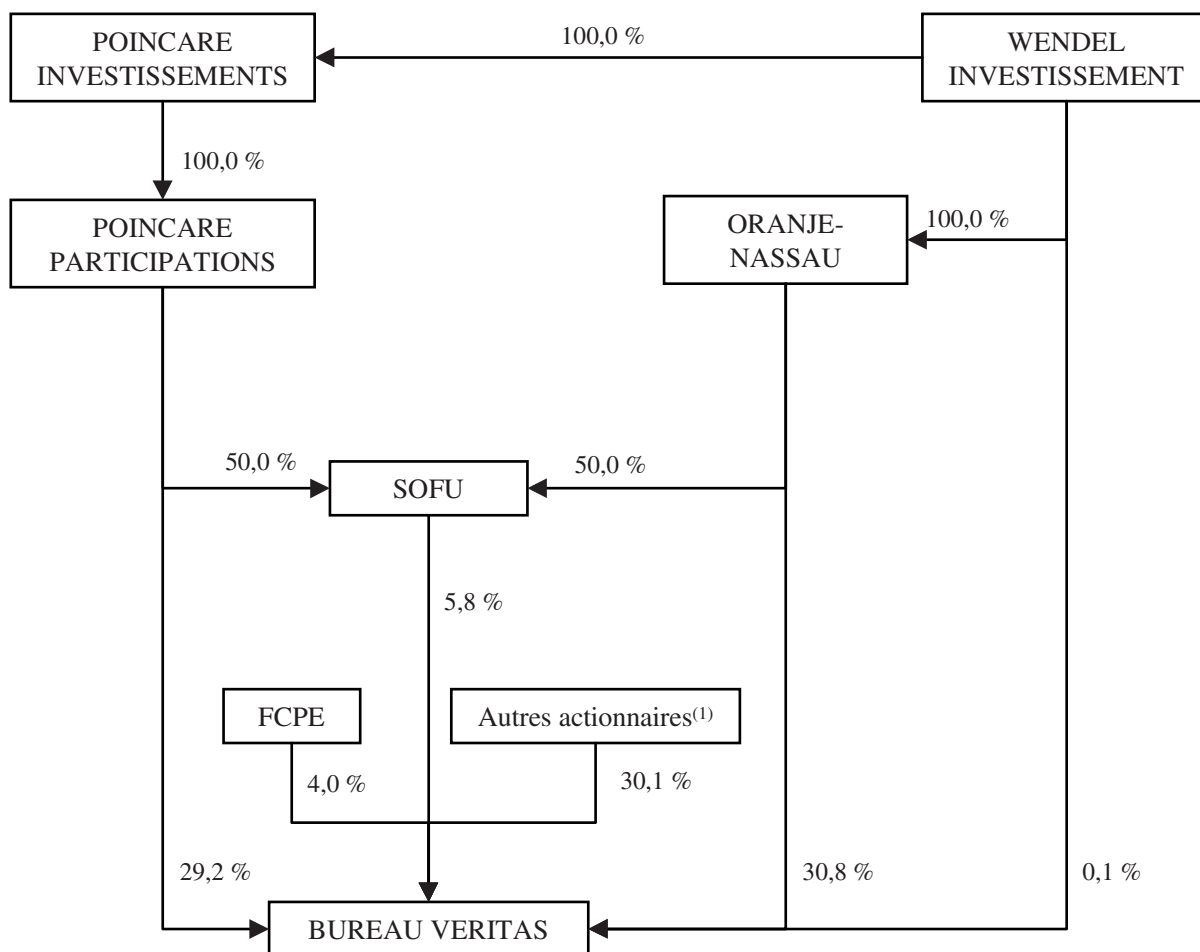 POINCARE
INVESTISSEMENTS
100,0 %
WENDEL
INVESTISSEMENT
100,0 %
POINCARE
PARTICIPATIONS
ORANJE-
NASSAU
100,0 %
50,0 %
SOFU
50,0 %
5,8 %
FCPE
Autres actionnaires(1)
4,0 %
30,1 %
29,2 %
30,8 %
0,1 %
BUREAU VERITAS